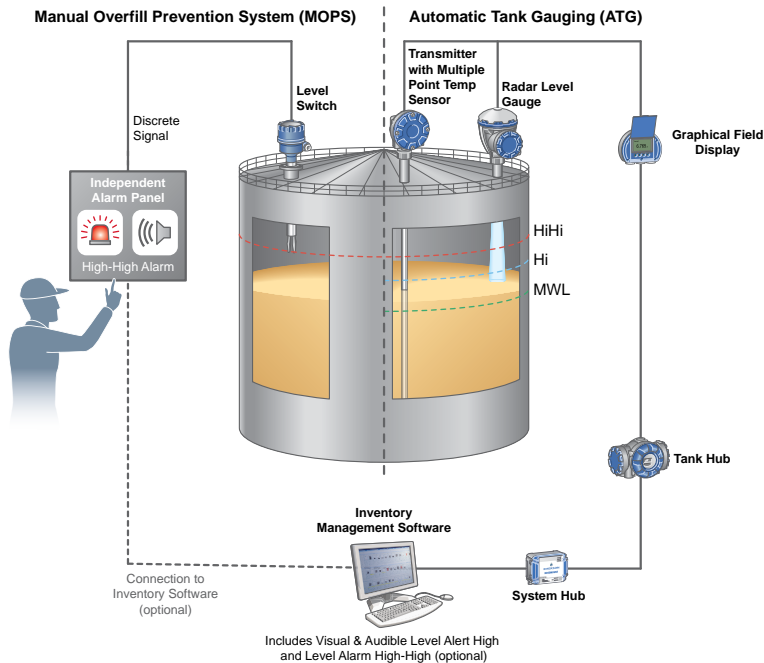 Manual Overfill Prevention System (MOPS)
Automatic Tank Gauging (ATG)
Transmitter
with Multiple
Point Temp
Sensor
Level
Switch
Radar Level
Gauge
Discrete
Signal
Graphical Field
Display
Independent
Alarm Panel
High-High Alarm
HiHi
Hi
MWL
Tank Hub
Inventory
Management Software
System Hub
Connection to
Inventory Software
(optional)
Includes Visual & Audible Level Alert High
and Level Alarm High-High (optional)